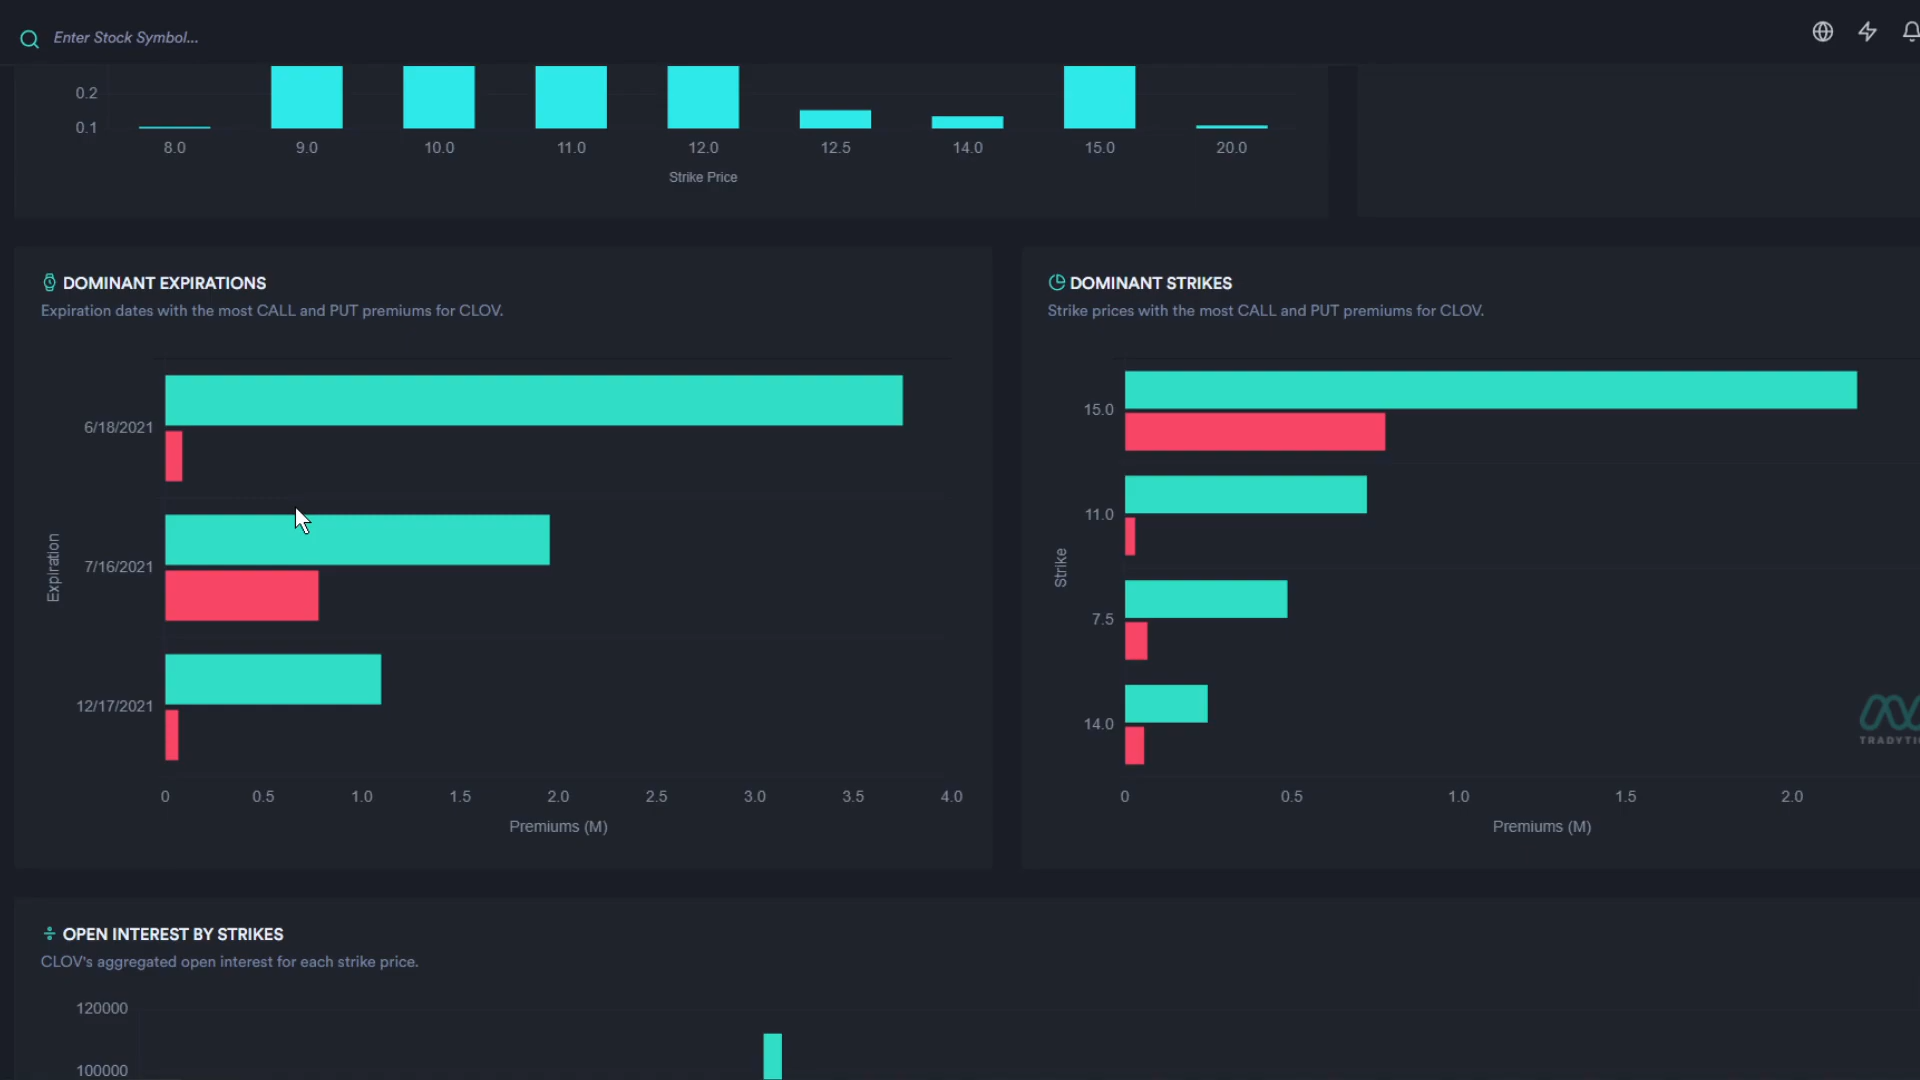 Enter Stock Symbol...
0.2
0.1
8.0 9.0 10.0 11.0 12.0 12.5 14.0 15.0 20.0
Strike Price
DOMINANT EXPIRATIONS
Expiration dates with the most CALL and PUT premiums for CLOV.
Expiration
6/18/2021
7/16/2021
12/17/2021
0 0.5 1.0 1.5 2.0 2.5 3.0 3.5 4.0
Premiums (M)
DOMINANT STRIKES
Strike prices with the most CALL and PUT premiums for CLOV.
Strike
15.0
11.0
7.5
14.0
0 0.5 1.0 1.5 2.0
Premiums (M)
OPEN INTEREST BY STRIKES
CLOV's aggregated open interest for each strike price.
120000
100000